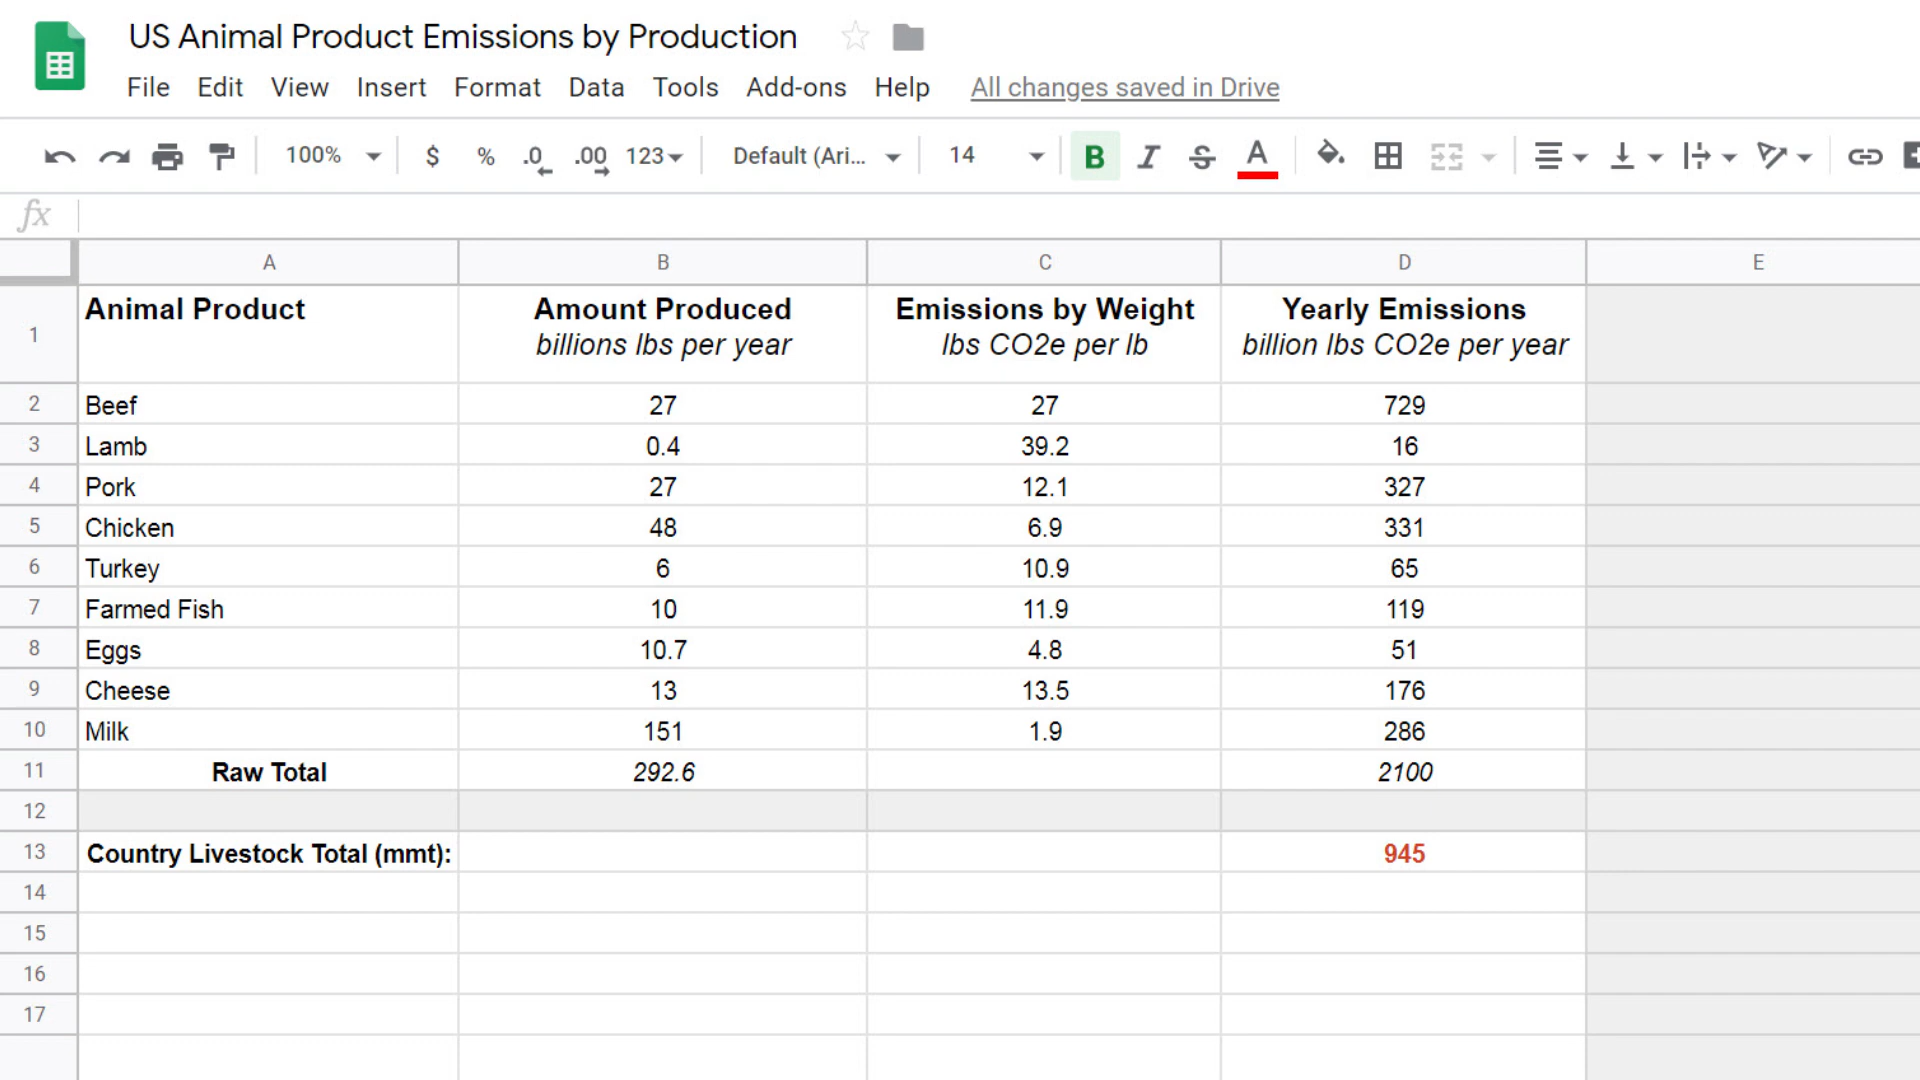 US Animal Product Emissions by Production
File Edit View Insert Format Data Tools Add-ons Help All changes saved in Drive
100% $ % .0 .00 123 Default (Ari... 14 B I S A
fx
A B C D E
1 Animal Product Amount Produced Emissions by Weight Yearly Emissions
billions lbs per year lbs CO2e per lb billion lbs CO2e per year
2 Beef 27 27 729
3 Lamb 0.4 39.2 16
4 Pork 27 12.1 327
5 Chicken 48 6.9 331
6 Turkey 6 10.9 65
7 Farmed Fish 10 11.9 119
8 Eggs 10.7 4.8 51
9 Cheese 13 13.5 176
10 Milk 151 1.9 286
11 Raw Total 292.6 2100
12
13 Country Livestock Total (mmt): 945
14
15
16
17